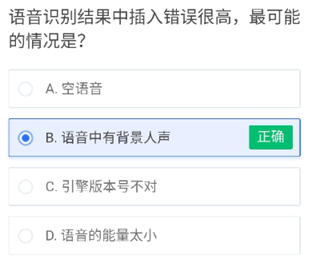 语音识别结果中插入错误很高，最可能
的情况是？
A. 空语音
B. 语音中有背景人声
正确
C. 引擎版本号不对
D. 语音的能量太小